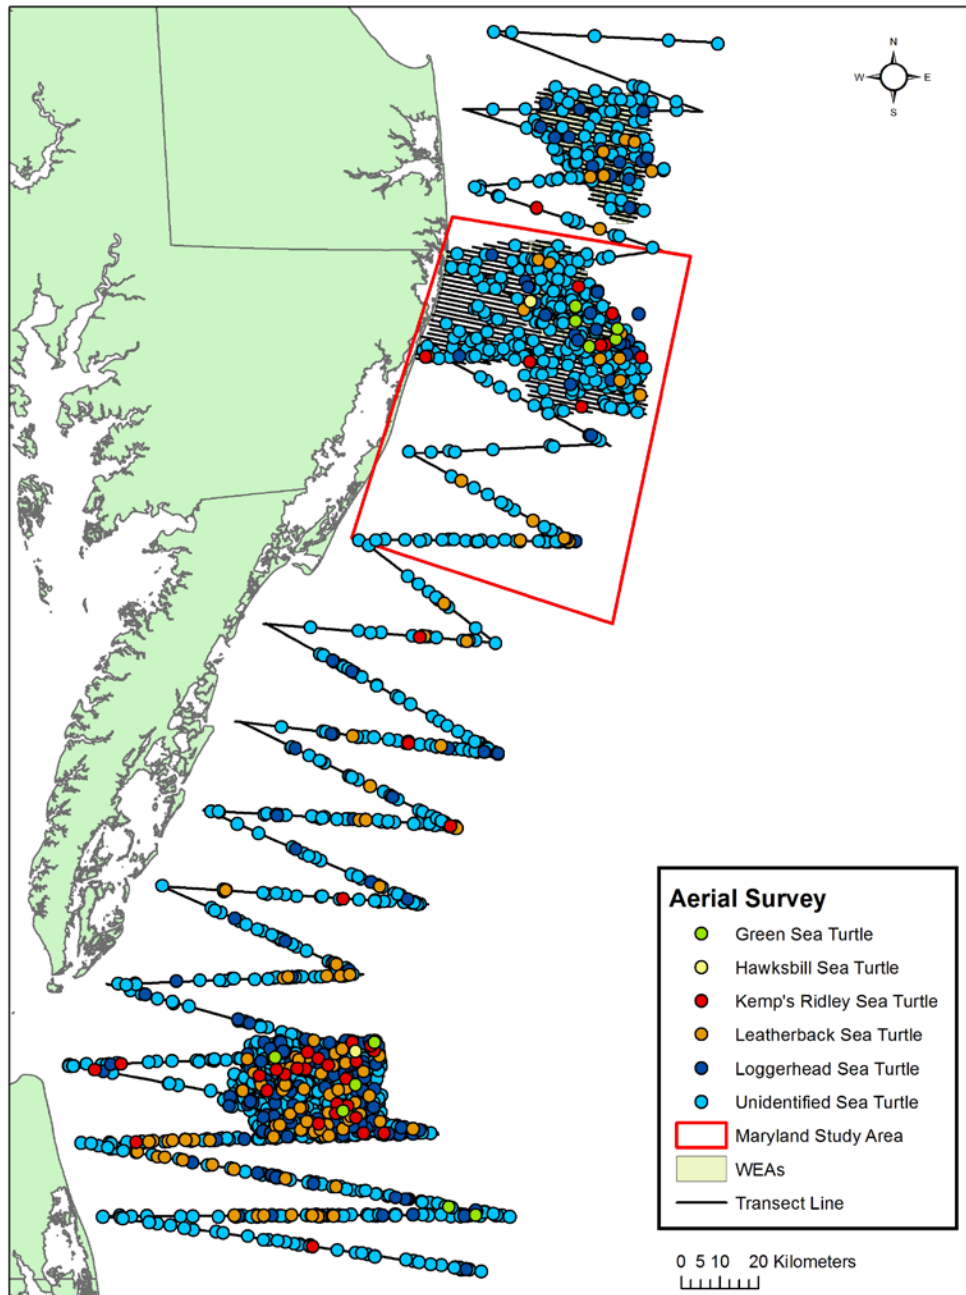 N
W E
S
Aerial Survey
Green Sea Turtle
Hawksbill Sea Turtle
Kemp's Ridley Sea Turtle
Leatherback Sea Turtle
Loggerhead Sea Turtle
Unidentified Sea Turtle
Maryland Study Area
WEAs
Transect Line
0 5 10 20 Kilometers